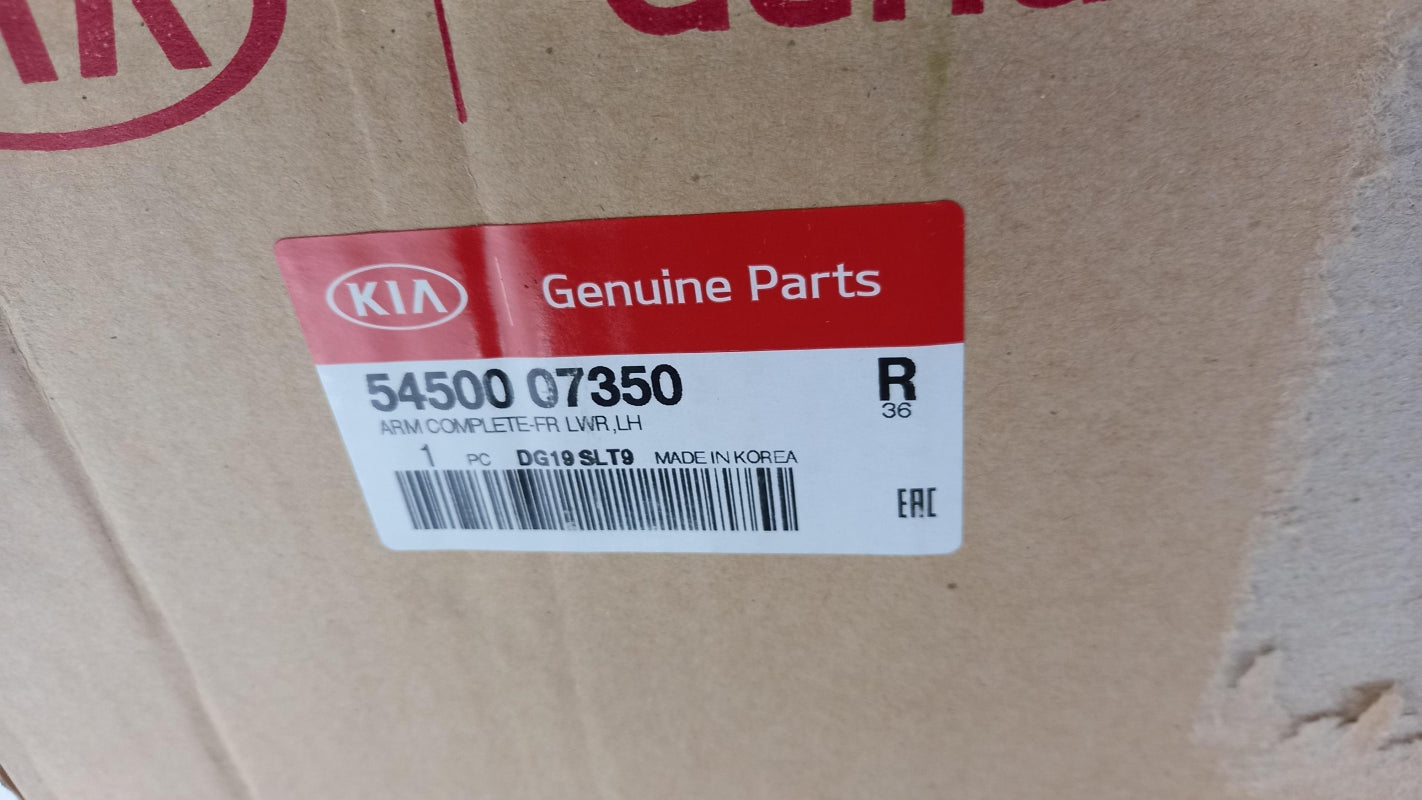 KIA
Genuine Parts
54500 07350
R
36
ARM COMPLETE-FR LWR,LH
1 PC DG19 SLT9 MADE IN KOREA
EAC